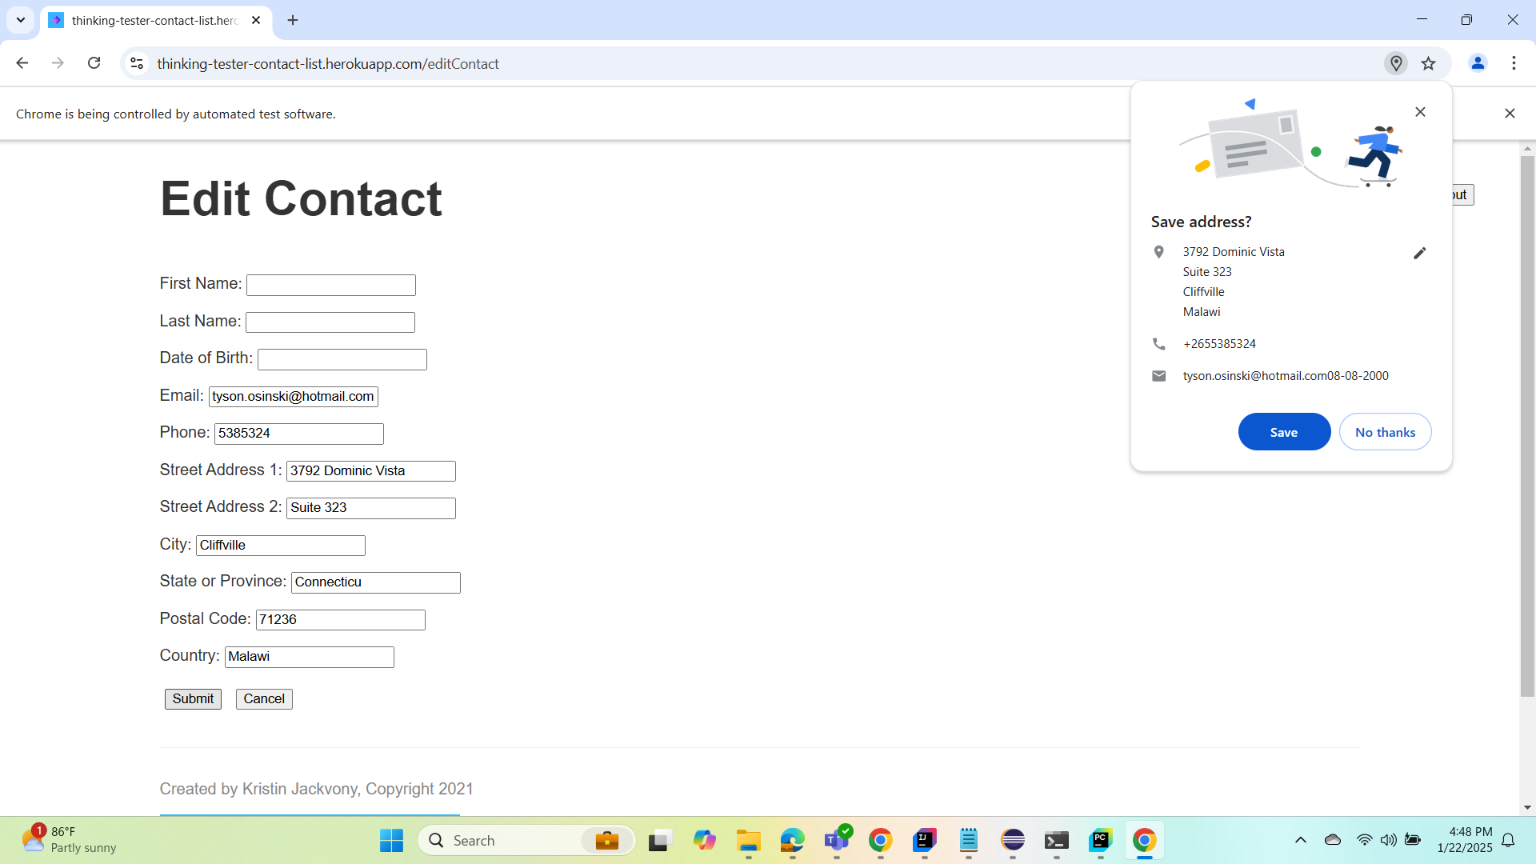 thinking-tester-contact-list.herc
thinking-tester-contact-list.herokuapp.com/editContact
Chrome is being controlled by automated test software.
Edit Contact
First Name:
Last Name:
Date of Birth:
Email: tyson.osinski@hotmail.com
Phone: 5385324
Street Address 1: 3792 Dominic Vista
Street Address 2: Suite 323
City: Cliffville
State or Province: Connecticu
Postal Code: 71236
Country: Malawi
Submit Cancel
Created by Kristin Jackvony, Copyright 2021
Save address?
3792 Dominic Vista
Suite 323
Cliffville
Malawi
+2655385324
tyson.osinski@hotmail.com08-08-2000
Save No thanks
out
1
86°F
Partly sunny
Search
4:48 PM
1/22/2025